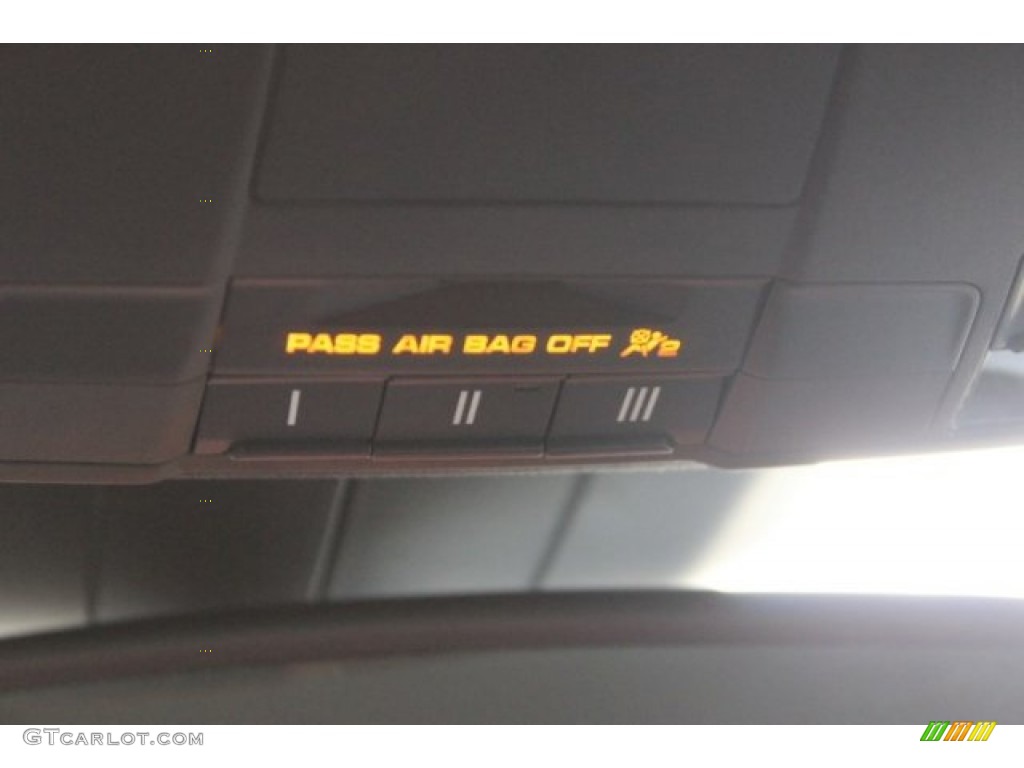 PASS AIR BAG OFF 2
I II III
GTCARLOT.COM